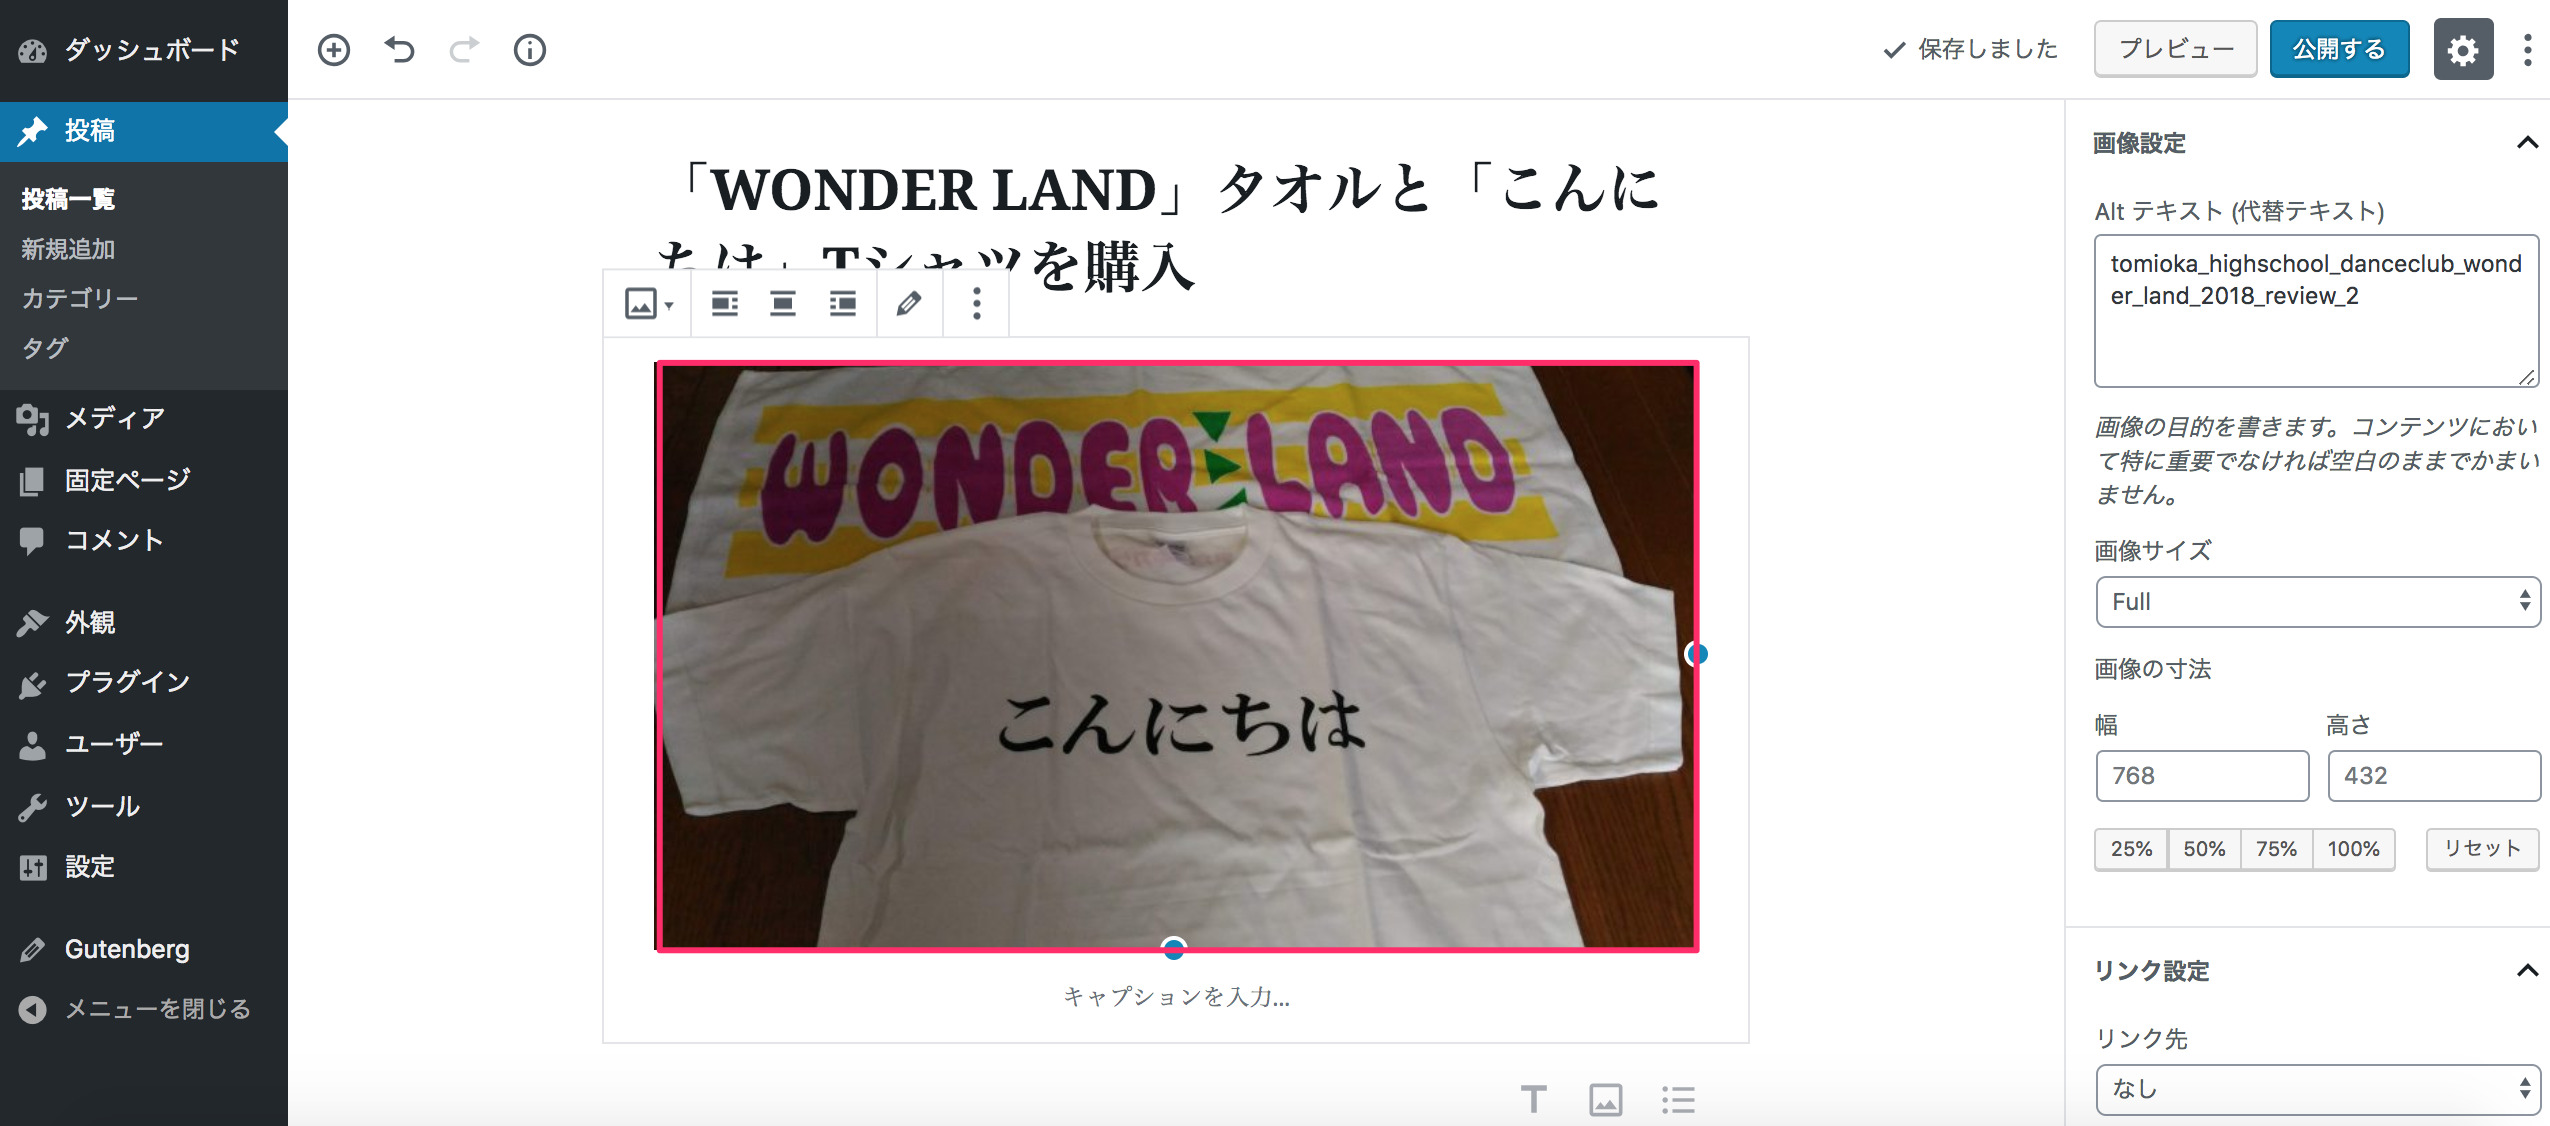 ダッシュボード
投稿
投稿一覧
新規追加
カテゴリー
タグ
メディア
固定ページ
コメント
外観
プラグイン
ユーザー
ツール
設定
Gutenberg
メニューを閉じる
保存しました
プレビュー
公開する
「WONDER LAND」タオルと「こんに
ちは」Tシャツを購入
WONDER LAND
こんにちは
キャプションを入力...
画像設定
Alt テキスト (代替テキスト)
tomioka_highschool_danceclub_wond
er_land_2018_review_2
画像の目的を書きます。コンテンツにおい
て特に重要でなければ空白のままでかまい
ません。
画像サイズ
Full
画像の寸法
幅 高さ
768 432
25% 50% 75% 100% リセット
リンク設定
リンク先
なし